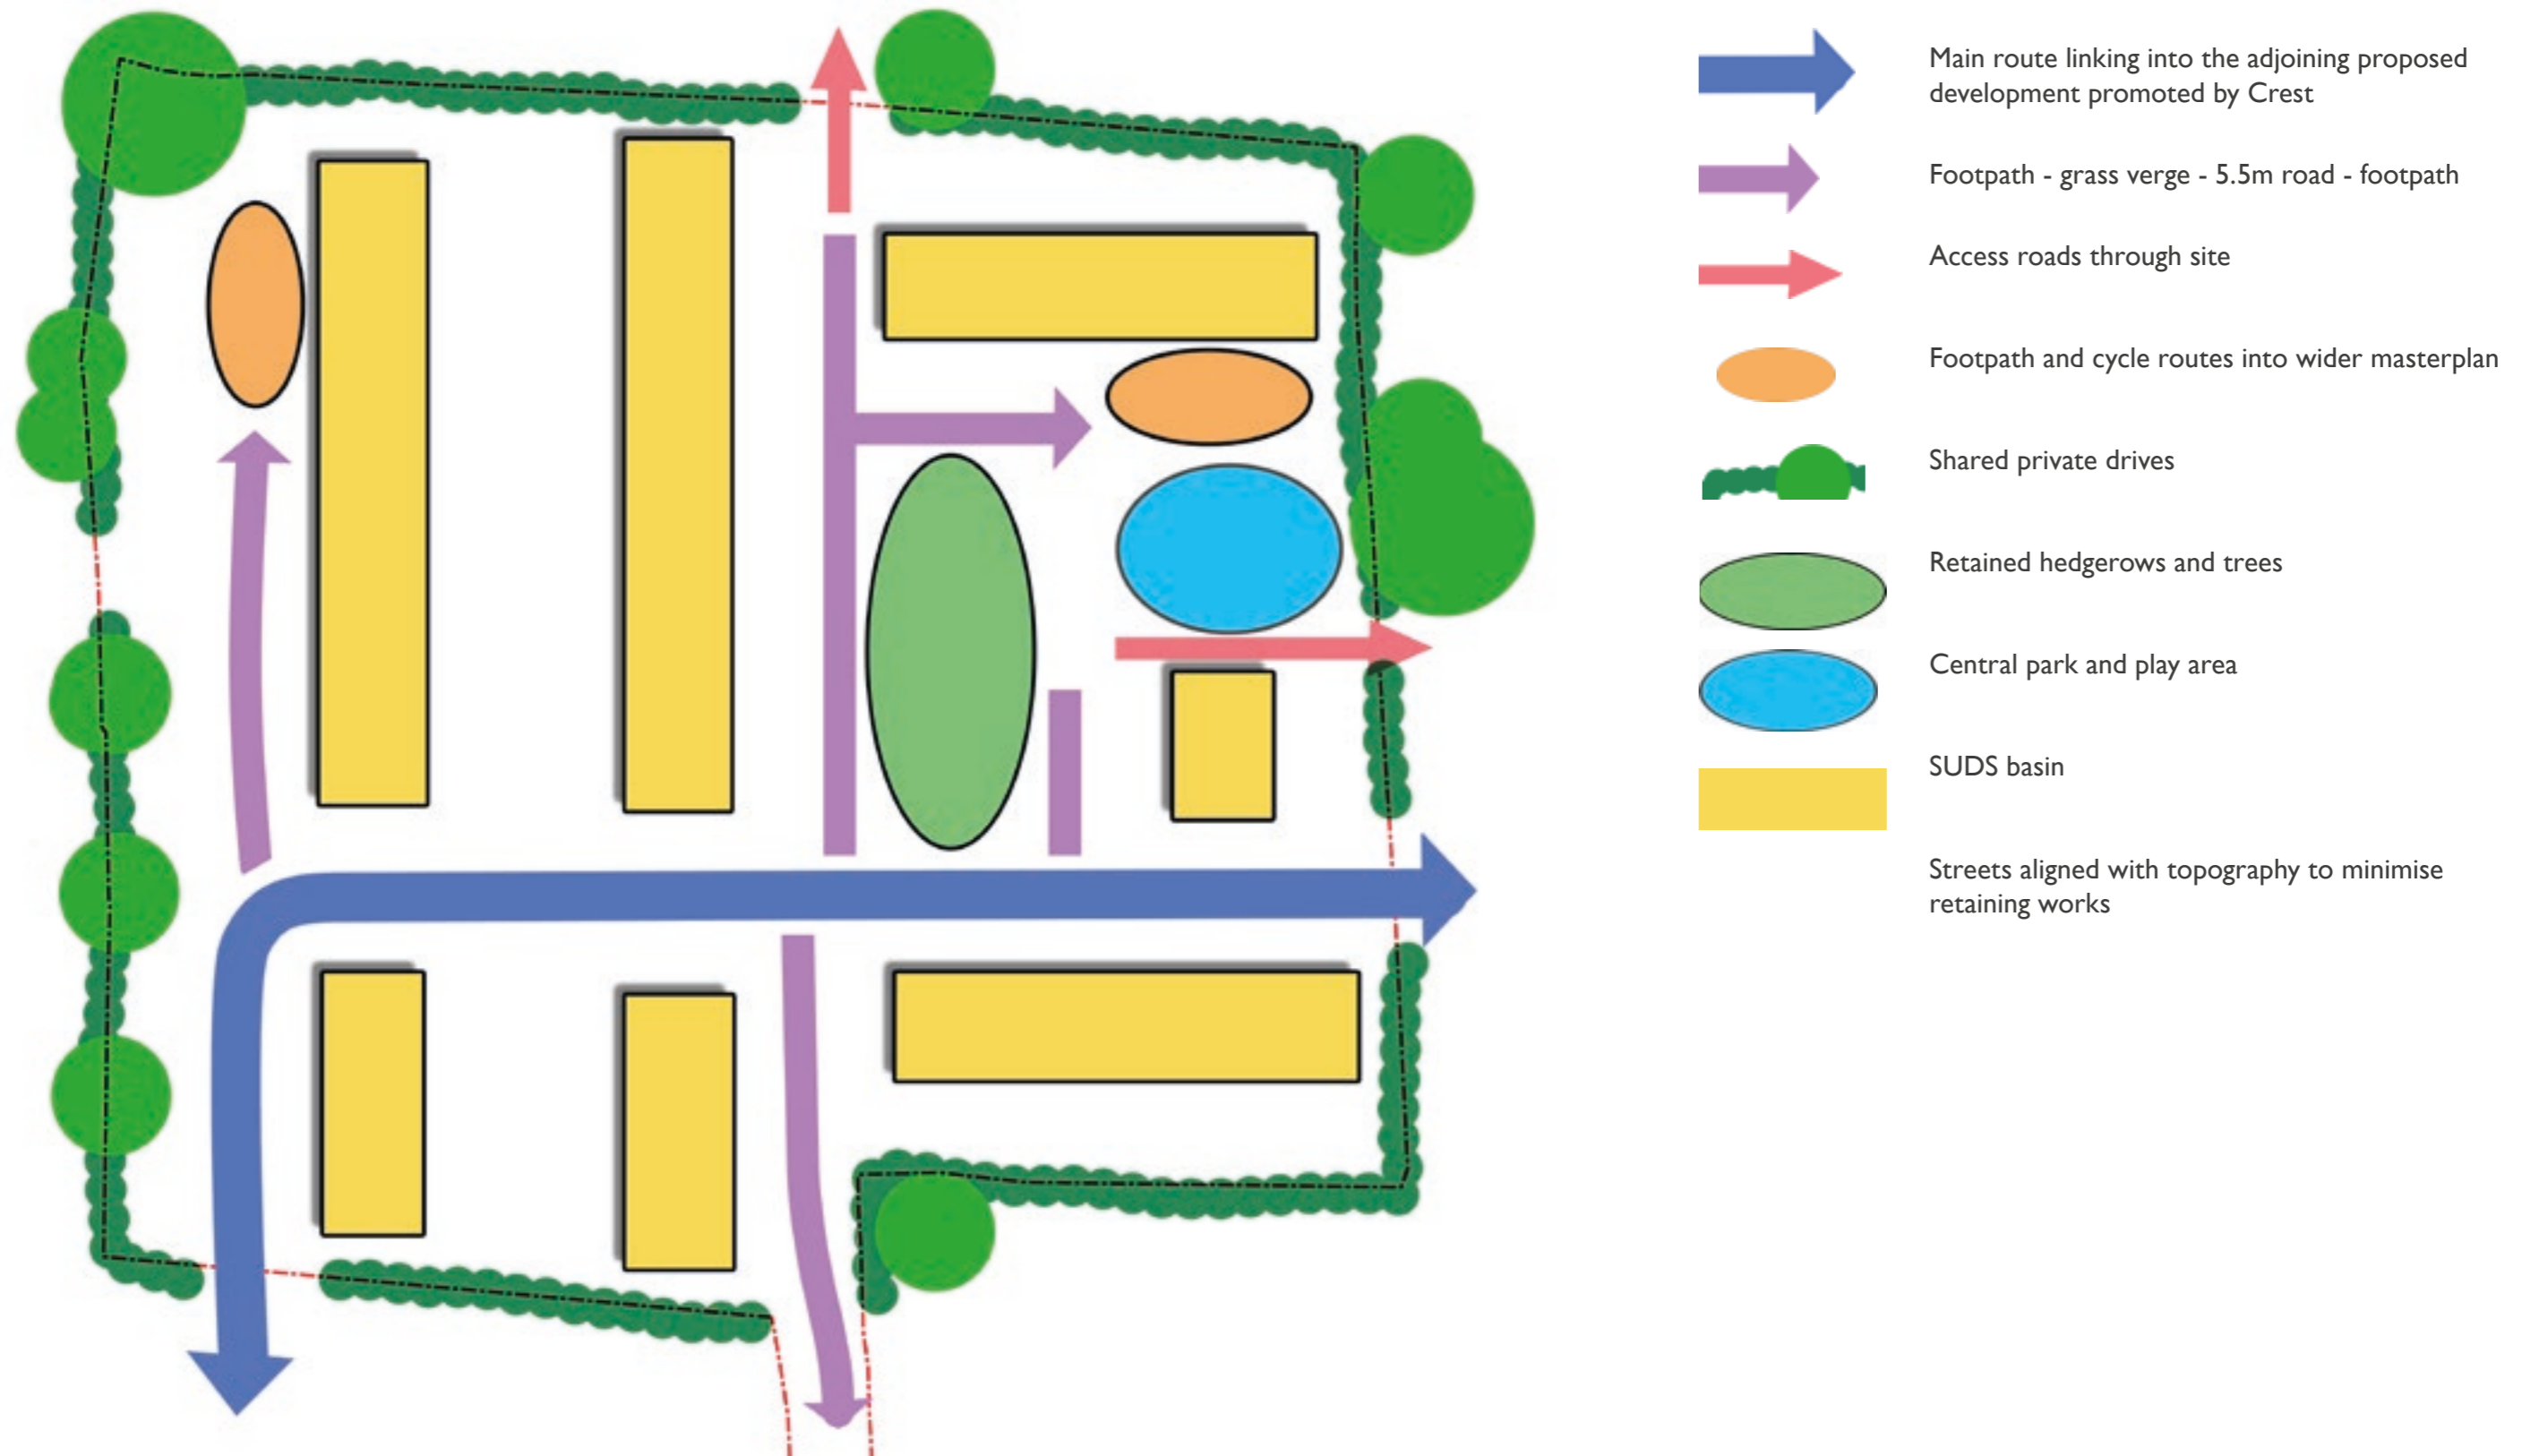 Main route linking into the adjoining proposed
development promoted by Crest
Footpath - grass verge - 5.5m road - footpath
Access roads through site
Footpath and cycle routes into wider masterplan
Shared private drives
Retained hedgerows and trees
Central park and play area
SUDS basin
Streets aligned with topography to minimise
retaining works